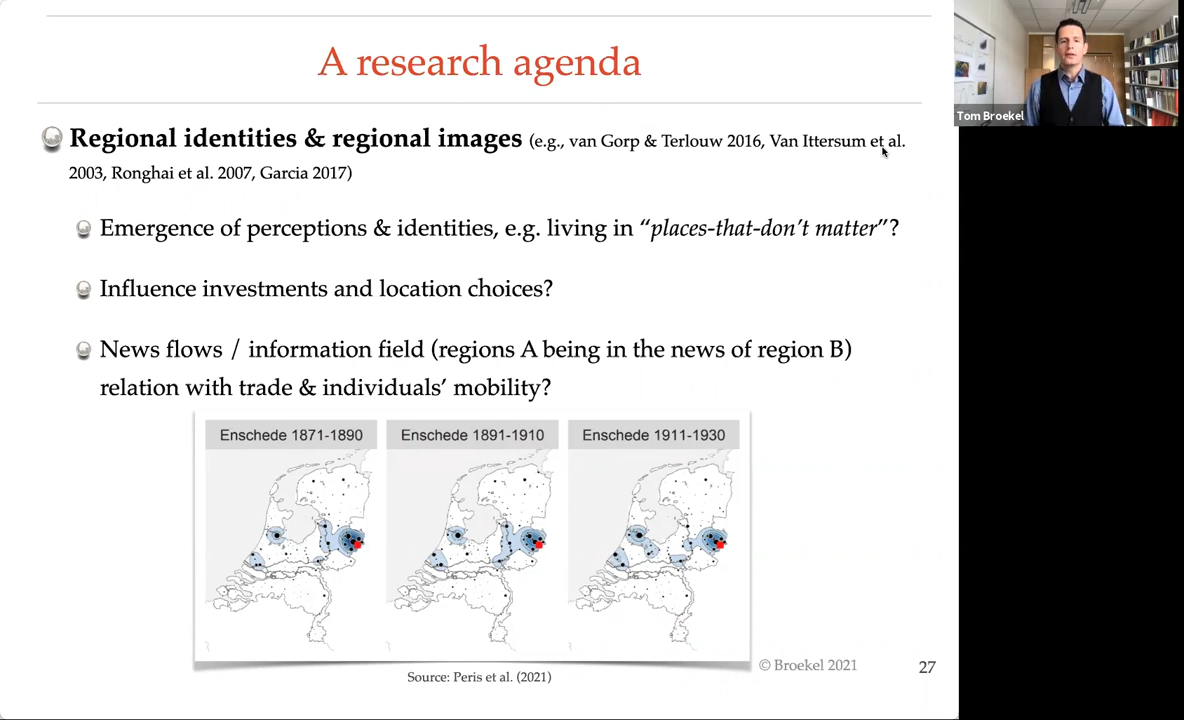 A research agenda
Tom Broekel
Regional identities & regional images (e.g., van Gorp & Terlouw 2016, Van Ittersum et al.
2003, Ronghai et al. 2007, Garcia 2017)
Emergence of perceptions & identities, e.g. living in “places-that-don’t matter”?
Influence investments and location choices?
News flows / information field (regions A being in the news of region B)
relation with trade & individuals’ mobility?
Enschede 1871-1890
Enschede 1891-1910
Enschede 1911-1930
Source: Peris et al. (2021)
© Broekel 2021
27